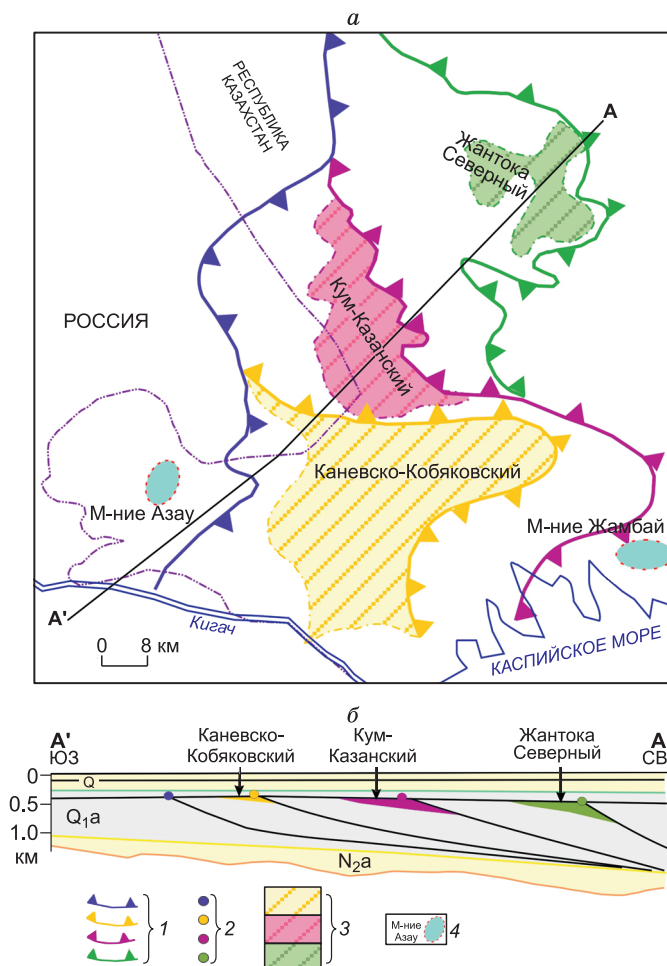 а
РЕСПУБЛИКА
КАЗАХСТАН
А
Жантока
Северный
Кум-Казанский
РОССИЯ
Каневско-Кобяковский
М-ние Азау
М-ние Жамбай
А'
Кигач
0 8 км
КАСПИЙСКОЕ МОРЕ
б
А'
ЮЗ
Каневско-
Кобяковский
Кум-
Казанский
Жантока
Северный
А
СВ
0
Q
0.5
Q₁a
1.0
км
N₂a
1
2
3
М-ние
Азау
4